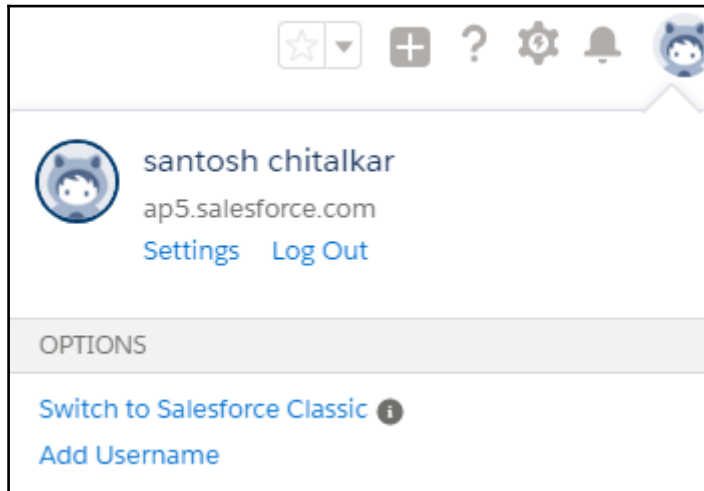 santosh chitalkar
ap5.salesforce.com
Settings Log Out
OPTIONS
Switch to Salesforce Classic
Add Username